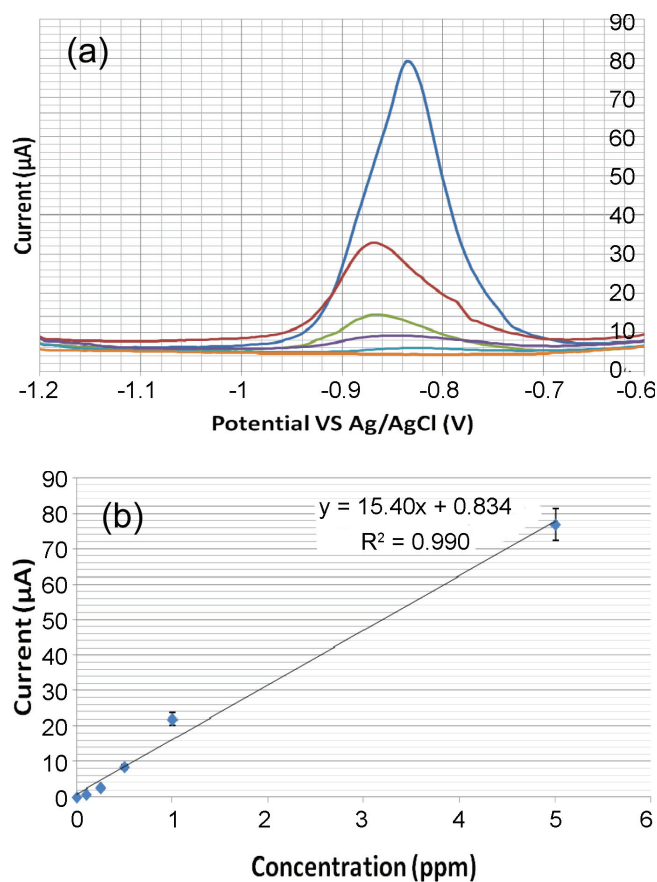 (a)
90
80
70
60
50
40
30
20
10
0
Current (µA)
-1.2 -1.1 -1 -0.9 -0.8 -0.7 -0.6
Potential VS Ag/AgCl (V)
(b)
y = 15.40x + 0.834
R² = 0.990
90
80
70
60
50
40
30
20
10
0
Current (µA)
0 1 2 3 4 5 6
Concentration (ppm)